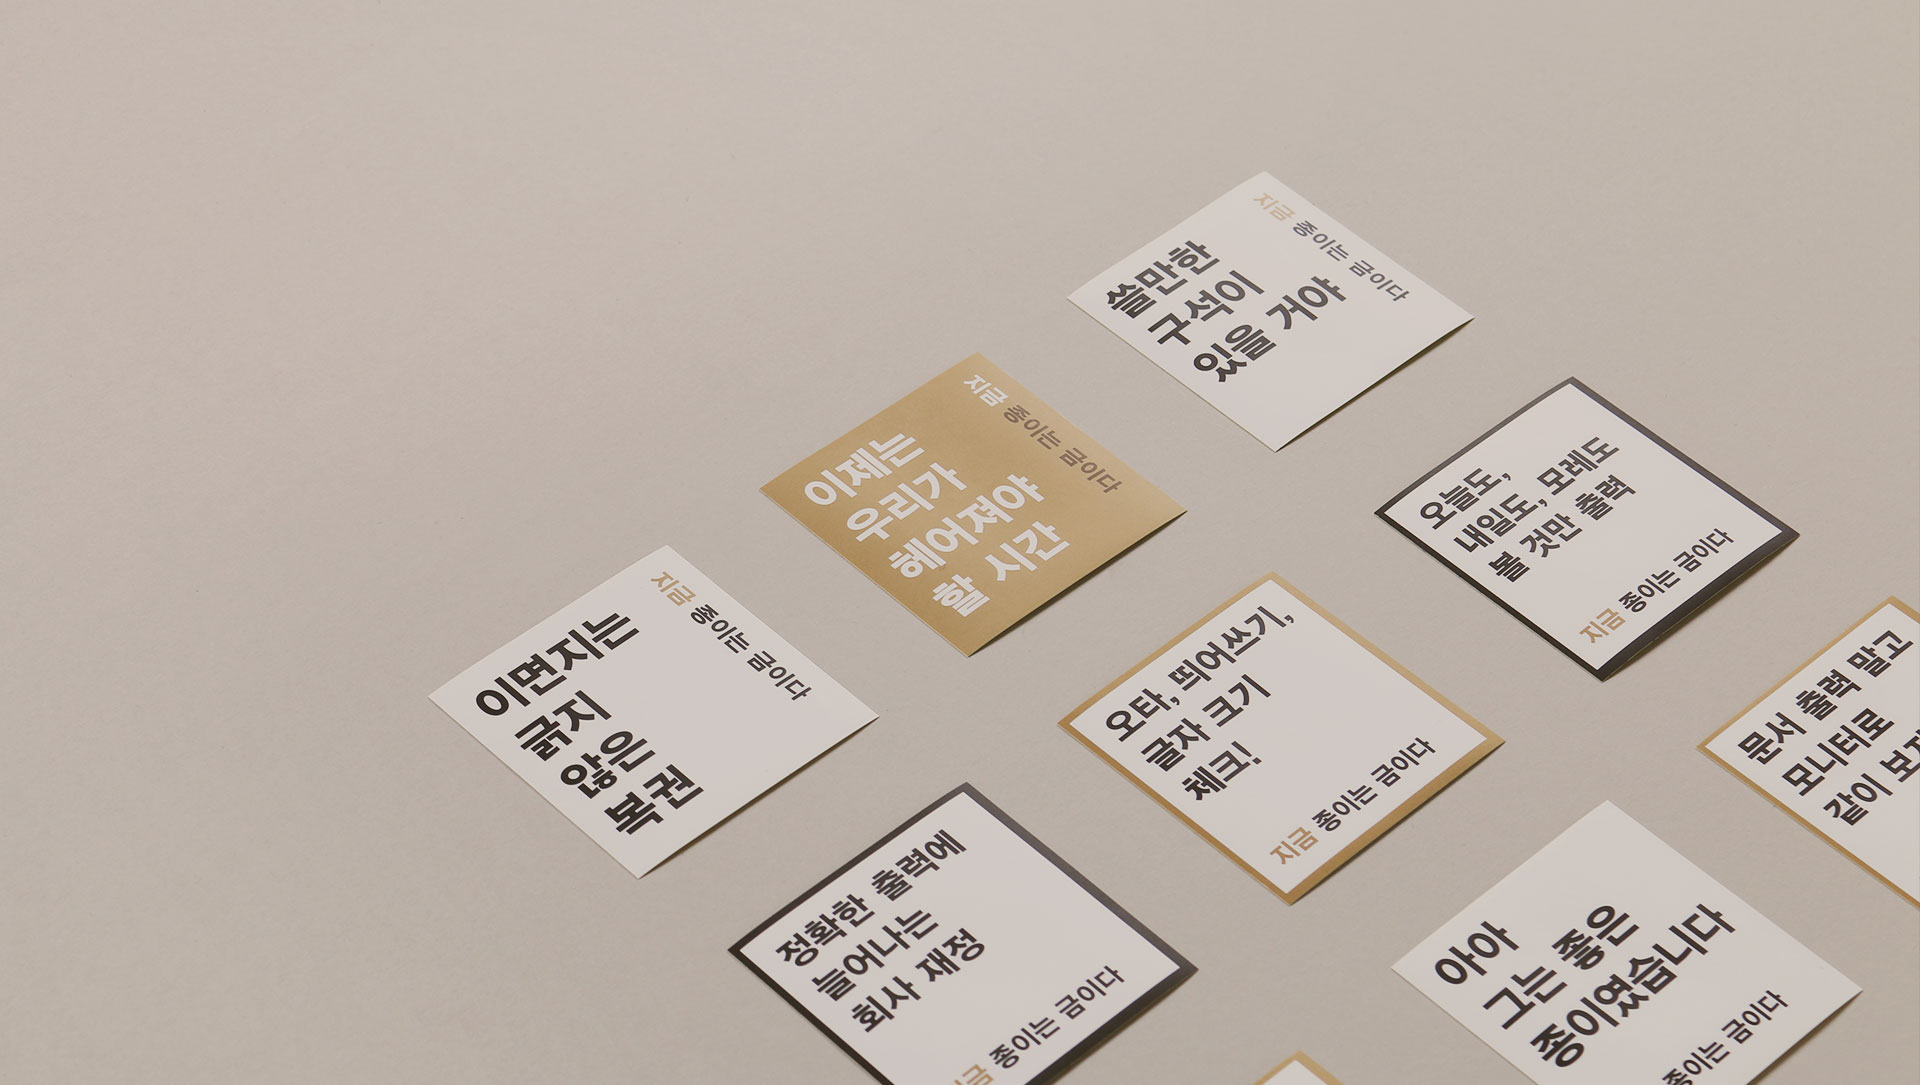 지금 종이는 금이다
쓸만한
구석이
있을 거야
지금 종이는 금이다
이제는
우리가
헤어져야
할 시간
오늘도,
내일도, 모레도
볼 것만 출력
지금 종이는 금이다
지금 종이는 금이다
이면지는
긁지
않은
복권
오타, 띄어쓰기,
글자 크기
체크!
지금 종이는 금이다
문서 출력 말고
모니터로
같이 보자
정확한 출력에
늘어나는
회사 재정
지금 종이는 금이다
아아
그는 좋은
종이였습니다
종이는 금이다